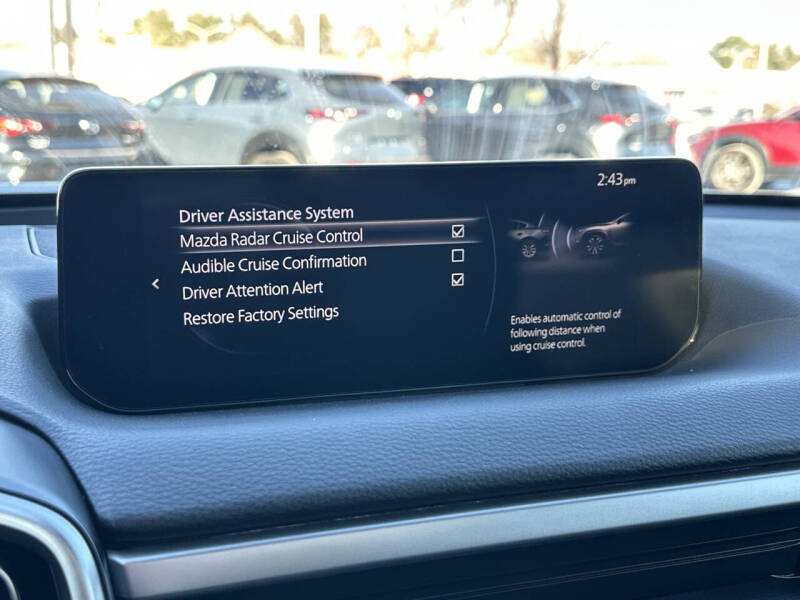 2:43pm
Driver Assistance System
Mazda Radar Cruise Control
Audible Cruise Confirmation
Driver Attention Alert
Restore Factory Settings
Enables automatic control of
following distance when
using cruise control.